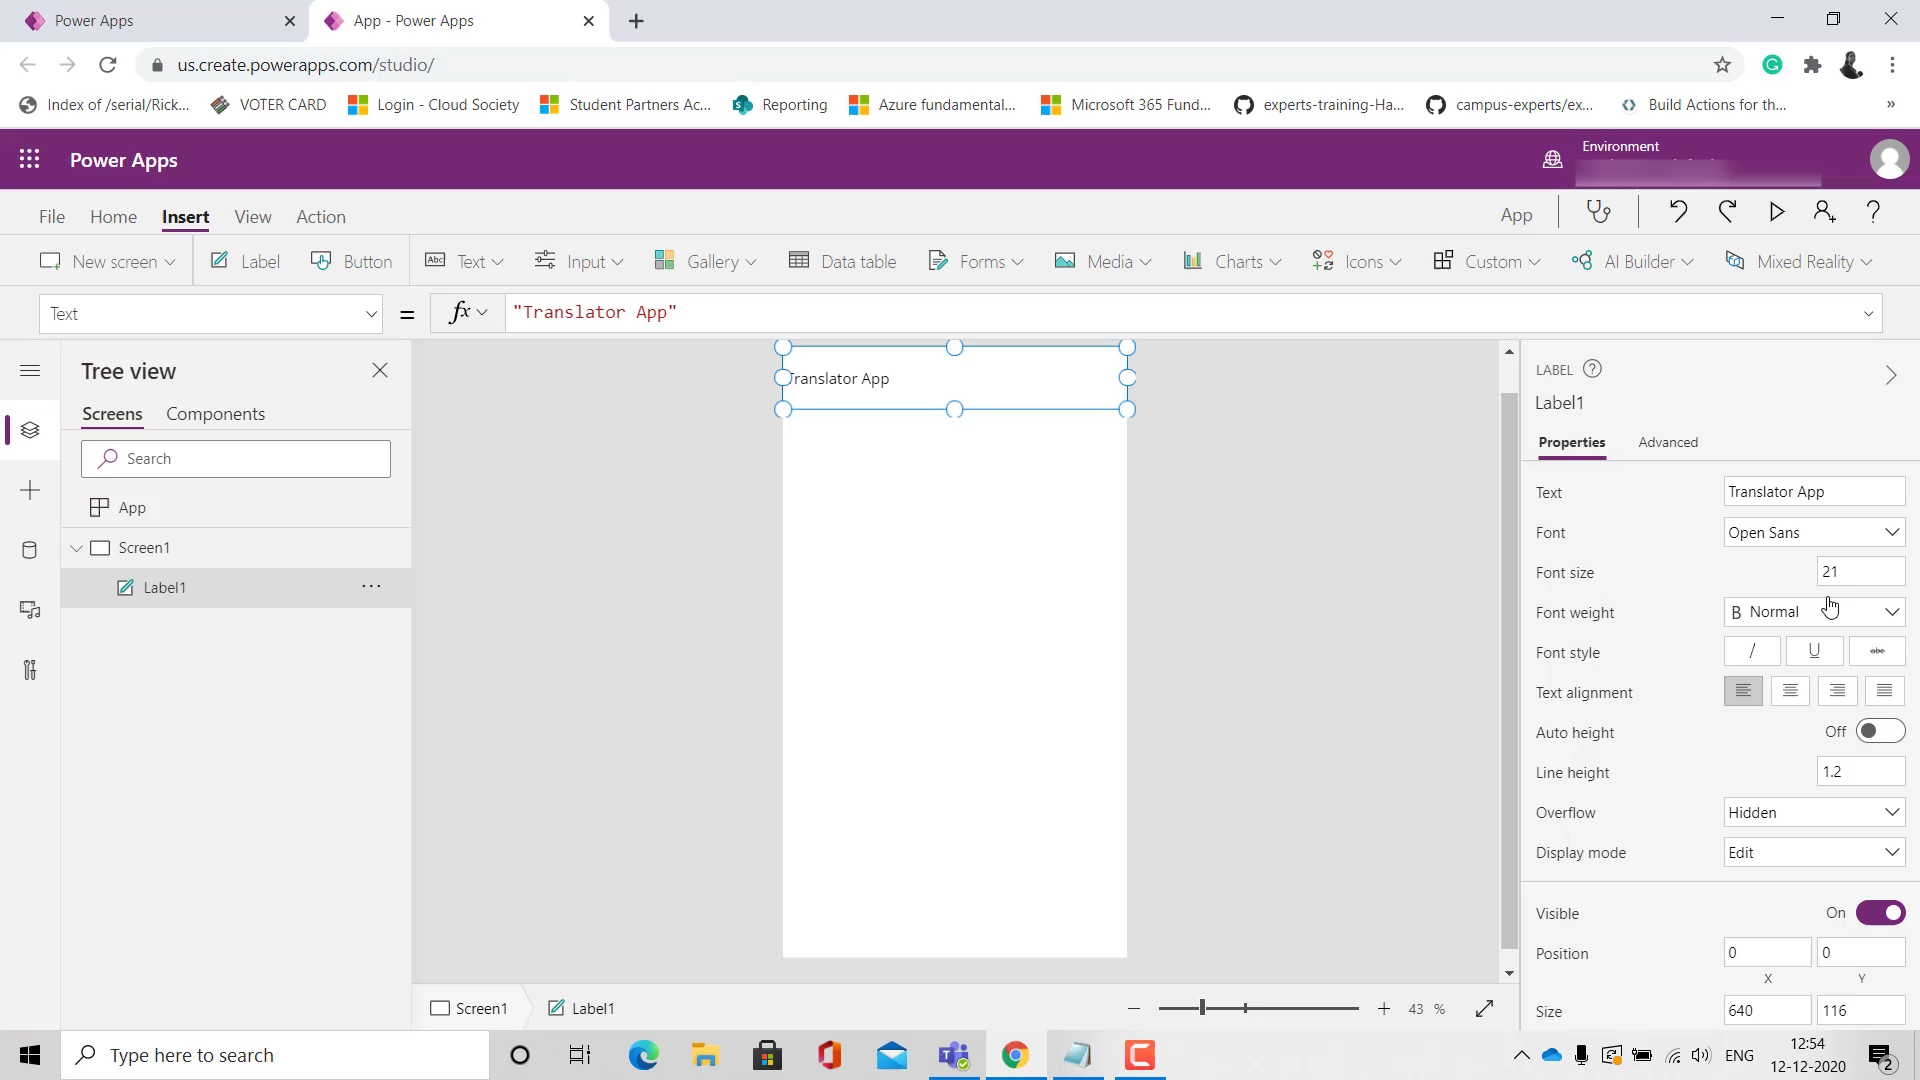 Power Apps
App - Power Apps
us.create.powerapps.com/studio/
Index of /serial/Rick...
VOTER CARD
Login - Cloud Society
Student Partners Ac...
Reporting
Azure fundamental...
Microsoft 365 Fund...
experts-training-Ha...
campus-experts/ex...
Build Actions for th...
»
Power Apps
Environment
File
Home
Insert
View
Action
App
New screen
Label
Button
Abc
Text
Input
Gallery
Data table
Forms
Media
Charts
Icons
Custom
AI Builder
Mixed Reality
Text
=
fx
"Translator App"
Tree view
Screens
Components
Search
App
Screen1
Label1
...
Translator App
LABEL
Label1
Properties
Advanced
Text
Translator App
Font
Open Sans
Font size
21
Font weight
B Normal
Font style
/ U abc
Text alignment
Auto height
Off
Line height
1.2
Overflow
Hidden
Display mode
Edit
Visible
On
Position
0
0
X
Y
Size
640
116
Screen1
Label1
43 %
Type here to search
ENG
12:54
12-12-2020
2